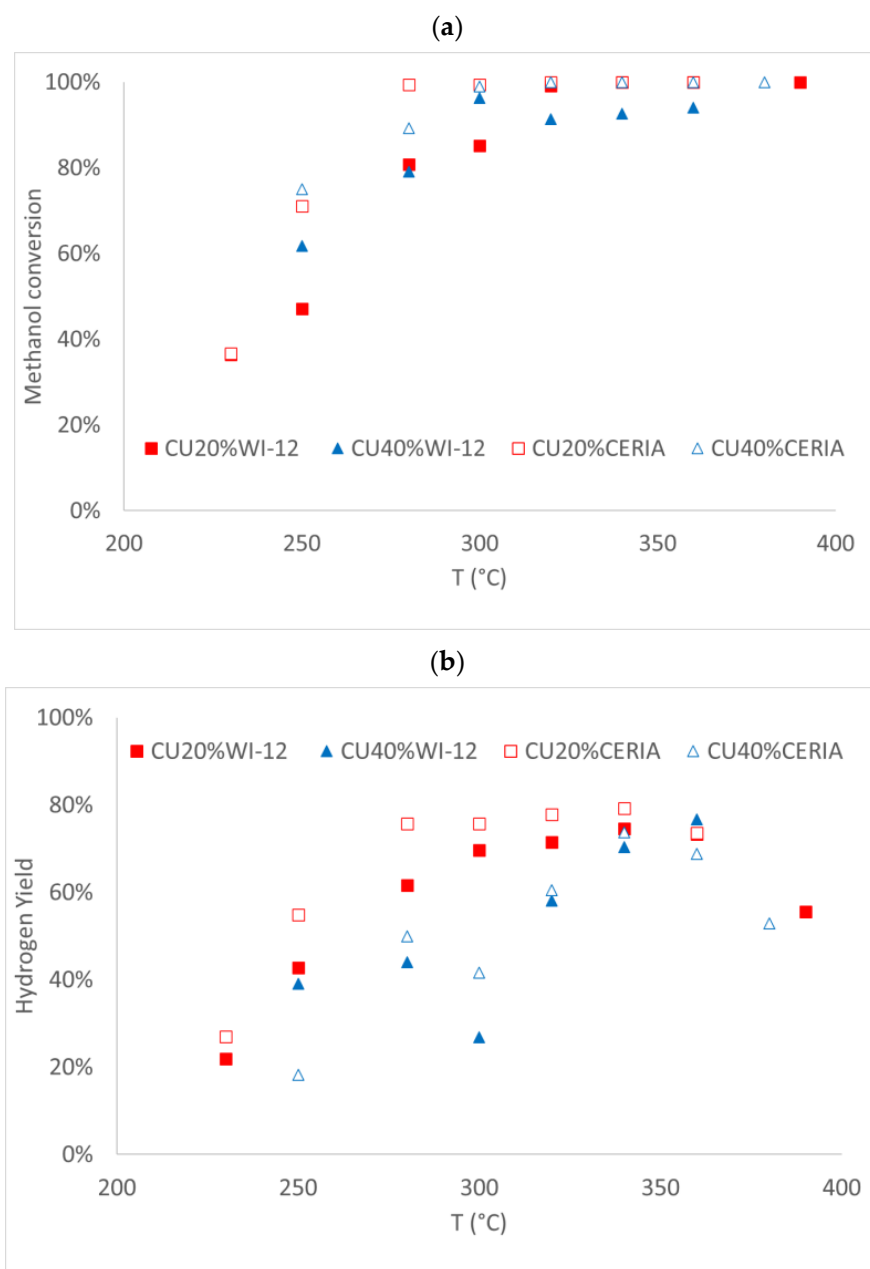 (a)
100%
80%
60%
40%
20%
0%
Methanol conversion
CU20%WI-12 CU40%WI-12 CU20%CERIA CU40%CERIA
200 250 300 350 400
T (°C)
(b)
100%
80%
60%
40%
20%
0%
Hydrogen Yield
CU20%WI-12 CU40%WI-12 CU20%CERIA CU40%CERIA
200 250 300 350 400
T (°C)